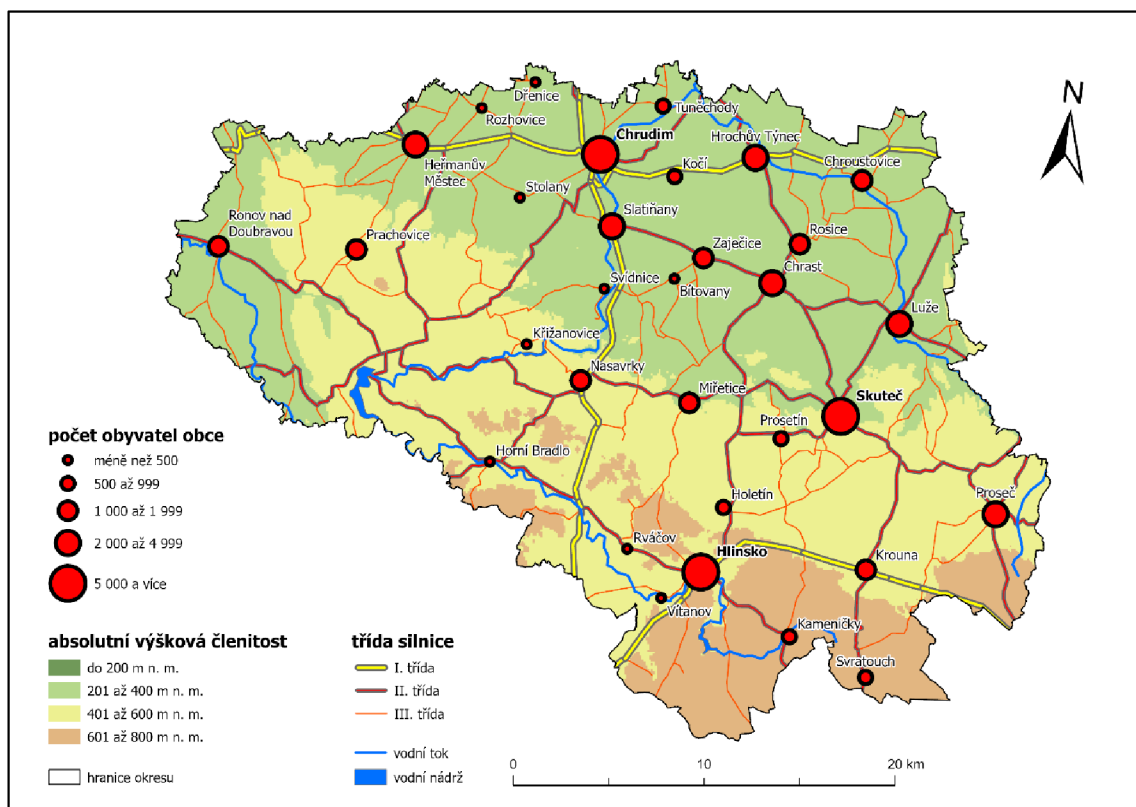 N
Dřenice
Rozhovice
Tuněchody
Chrudim
Hrochův Týnec
Heřmanův
Městec
Kočí
Chroustovice
Stolany
Ronov nad
Doubravou
Slatiňany
Prachovice
Zaječice
Rosice
Svídnice
Bítovany
Chrast
Luže
Křižanovice
Nasavrky
Miřetice
Skuteč
Prosetín
Horní Bradlo
Holetín
Proseč
Rváčov
Hlinsko
Krouna
Vítanov
Kameničky
Svratouch
počet obyvatel obce
méně než 500
500 až 999
1 000 až 1 999
2 000 až 4 999
5 000 a více
absolutní výšková členitost
do 200 m n. m.
201 až 400 m n. m.
401 až 600 m n. m.
601 až 800 m n. m.
hranice okresu
třída silnice
I. třída
II. třída
III. třída
vodní tok
vodní nádrž
0 10 20 km